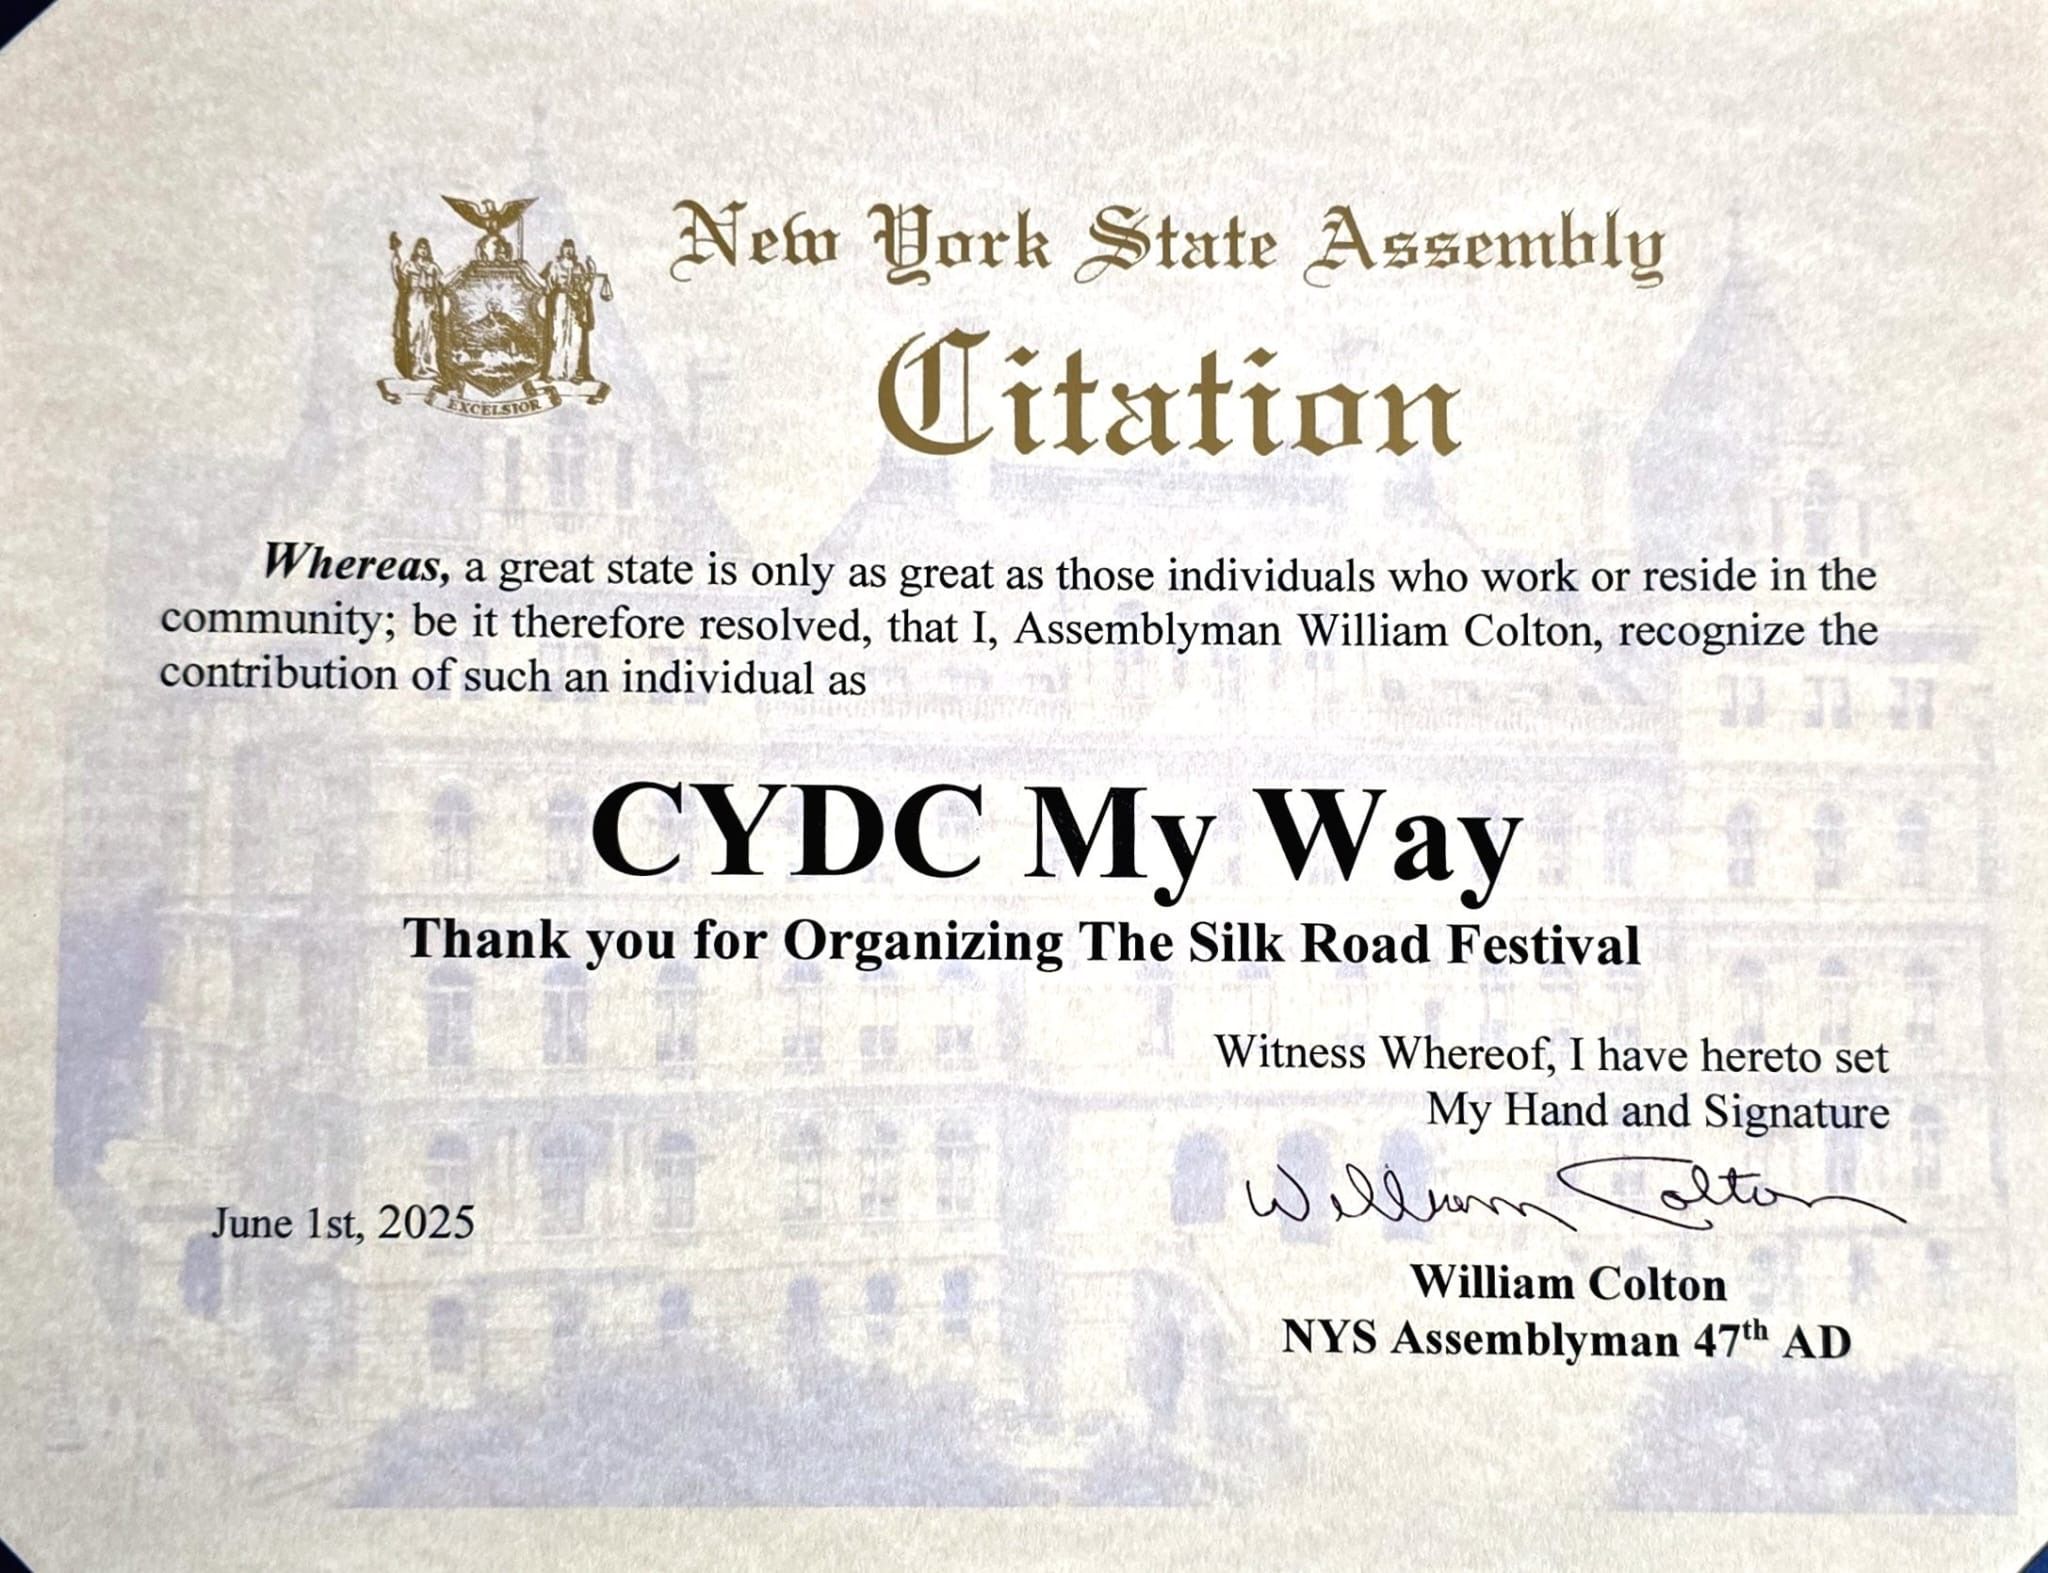 New York State Assembly
Citation
EXCELSIOR
Whereas, a great state is only as great as those individuals who work or reside in the
community; be it therefore resolved, that I, Assemblyman William Colton, recognize the
contribution of such an individual as
CYDC My Way
Thank you for Organizing The Silk Road Festival
Witness Whereof, I have hereto set
My Hand and Signature
William Colton
June 1st, 2025
William Colton
NYS Assemblyman 47th AD